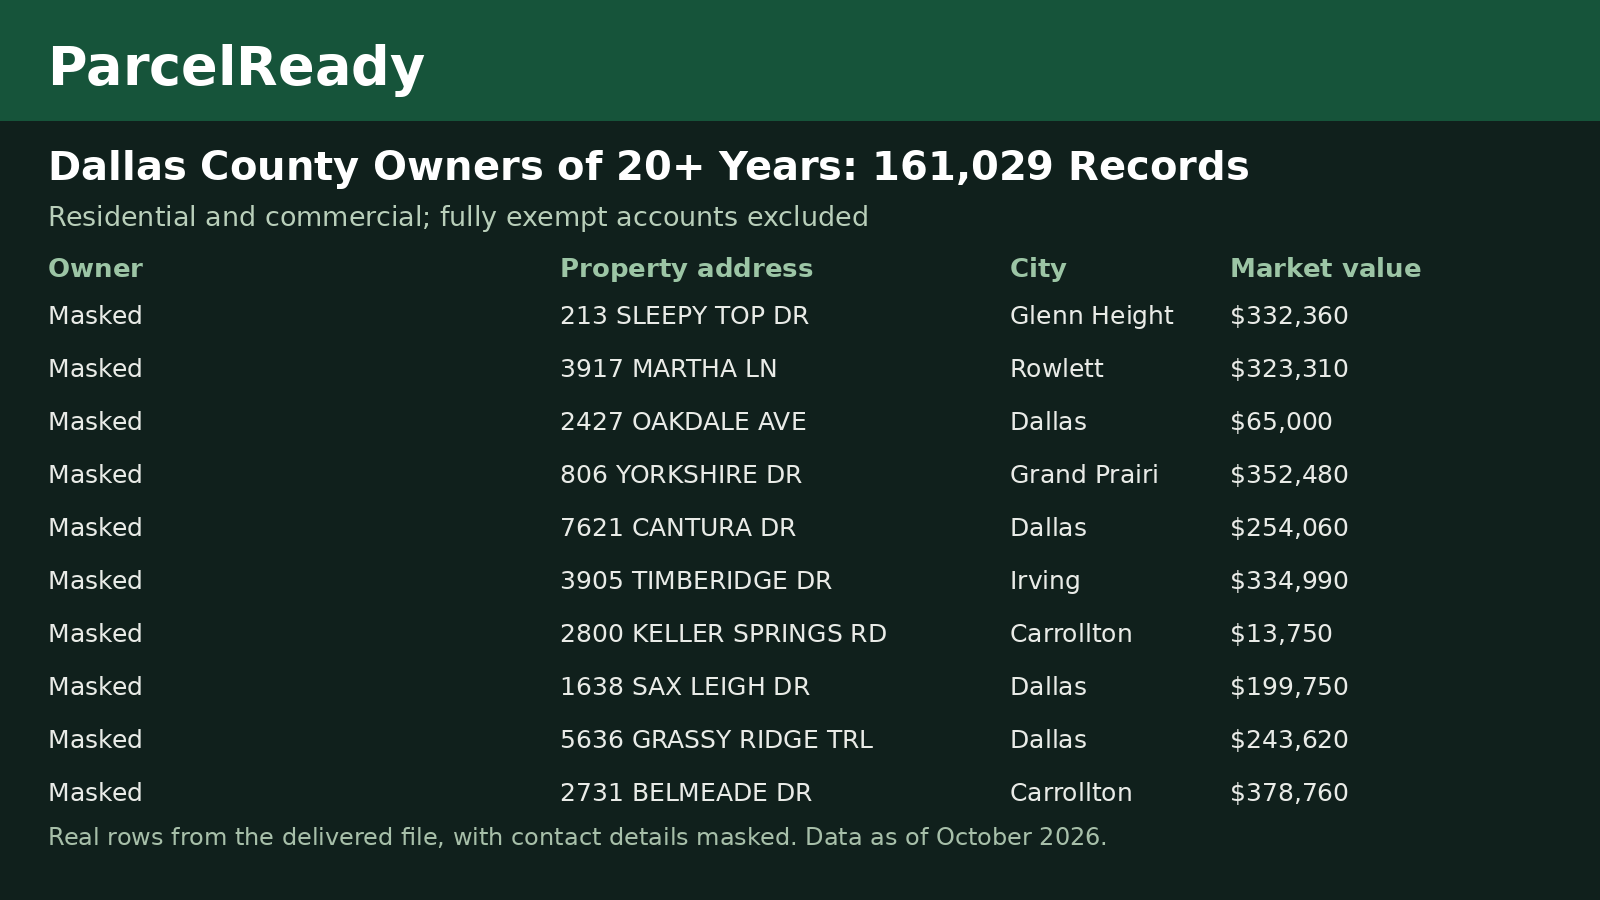 ParcelReady
Dallas County Owners of 20+ Years: 161,029 Records
Residential and commercial; fully exempt accounts excluded
Owner Property address City Market value
Masked 213 SLEEPY TOP DR Glenn Height $332,360
Masked 3917 MARTHA LN Rowlett $323,310
Masked 2427 OAKDALE AVE Dallas $65,000
Masked 806 YORKSHIRE DR Grand Prairi $352,480
Masked 7621 CANTURA DR Dallas $254,060
Masked 3905 TIMBERIDGE DR Irving $334,990
Masked 2800 KELLER SPRINGS RD Carrollton $13,750
Masked 1638 SAX LEIGH DR Dallas $199,750
Masked 5636 GRASSY RIDGE TRL Dallas $243,620
Masked 2731 BELMEADE DR Carrollton $378,760
Real rows from the delivered file, with contact details masked. Data as of October 2026.